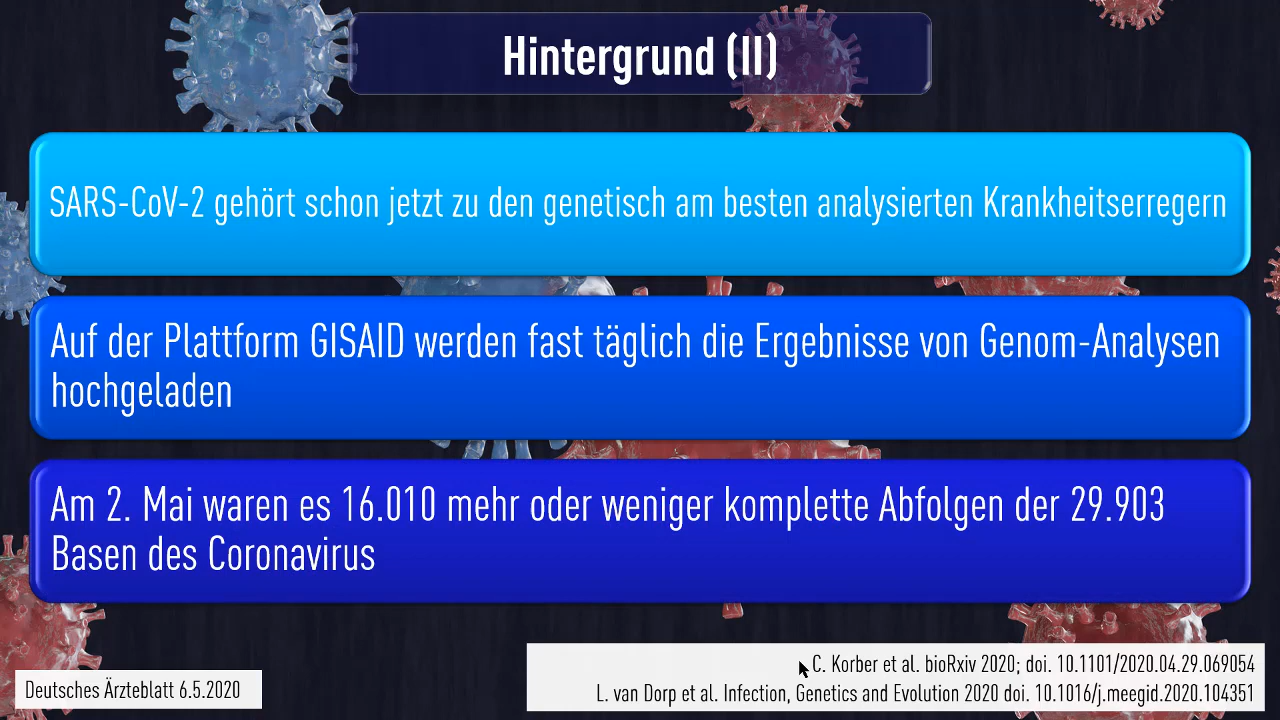 Hintergrund (II)
SARS-CoV-2 gehört schon jetzt zu den genetisch am besten analysierten Krankheitserregern
Auf der Plattform GISAID werden fast täglich die Ergebnisse von Genom-Analysen
hochgeladen
Am 2. Mai waren es 16.010 mehr oder weniger komplette Abfolgen der 29.903
Basen des Coronavirus
C. Korber et al. bioRxiv 2020; doi. 10.1101/2020.04.29.069054
L. van Dorp et al. Infection, Genetics and Evolution 2020 doi. 10.1016/j.meegid.2020.104351
Deutsches Ärzteblatt 6.5.2020